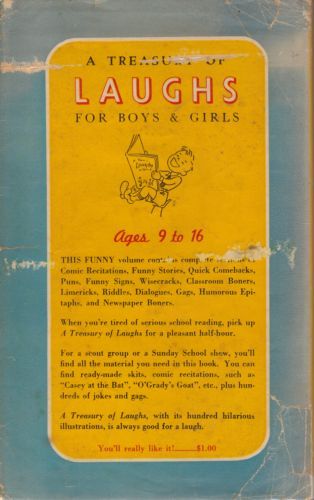 A TREASURY OF
LAUGHS
FOR BOYS & GIRLS
Ages 9 to 16
THIS FUNNY volume contains complete sections of
Comic Recitations, Funny Stories, Quick Comebacks,
Puns, Funny Signs, Wisecracks, Classroom Boners,
Limericks, Riddles, Dialogues, Gags, Humorous Epi-
taphs, and Newspaper Boners.
When you're tired of serious school reading, pick up
A Treasury of Laughs for a pleasant half-hour.
For a scout group or a Sunday School show, you'll
find all the material you need in this book. You can
find ready-made skits, comic recitations, such as
"Casey at the Bat", "O'Grady's Goat", etc., plus hun-
dreds of jokes and gags.
A Treasury of Laughs, with its hundred hilarious
illustrations, is always good for a laugh.
You'll really like it!..........$1.00